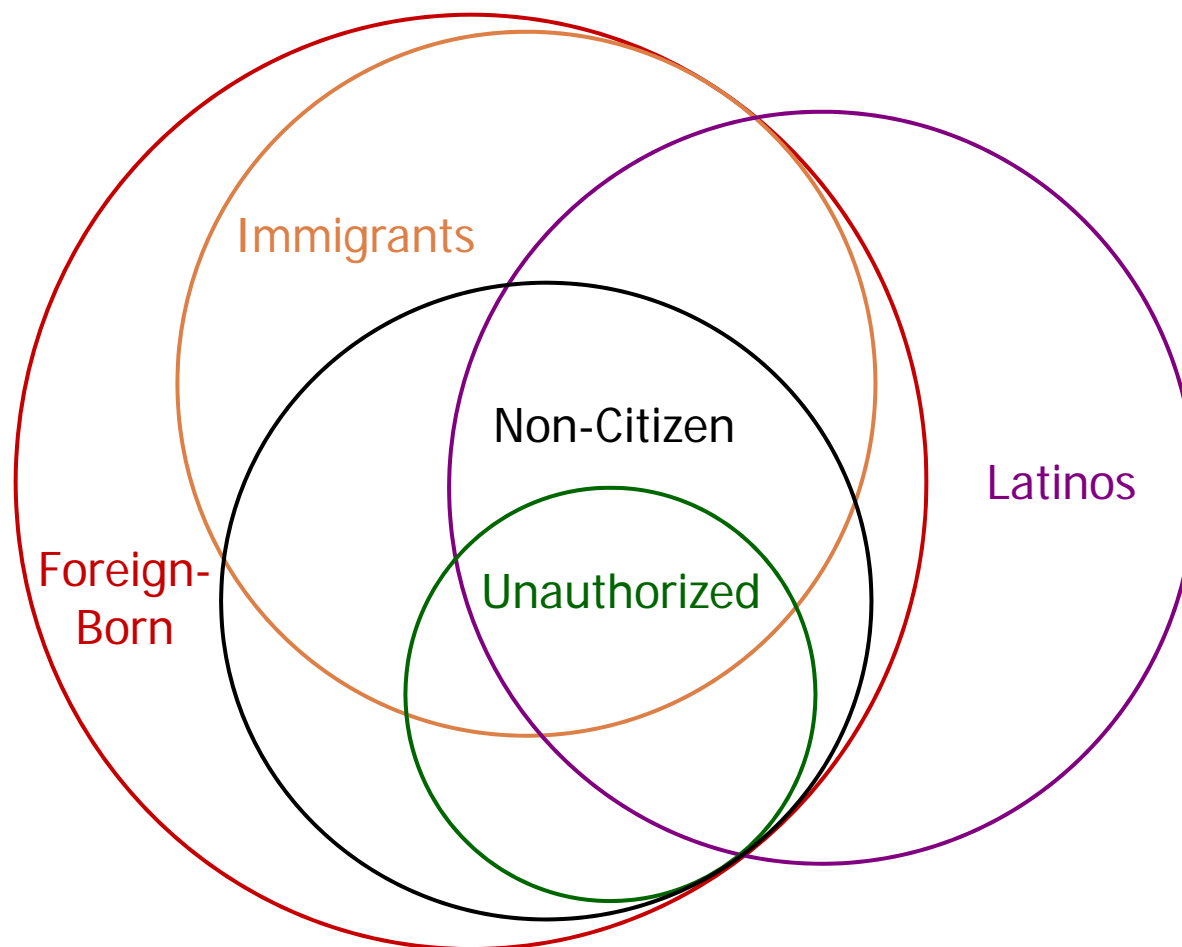 Immigrants
Non-Citizen
Latinos
Foreign-
Born
Unauthorized